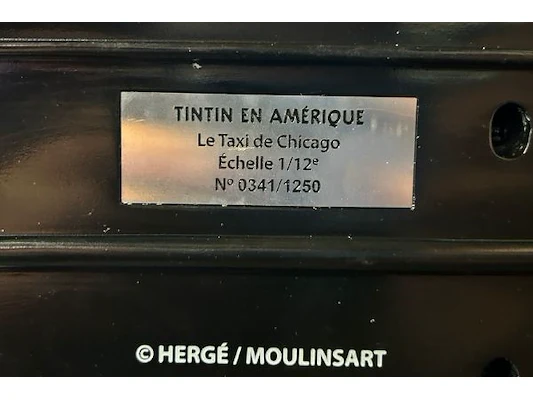 TINTIN EN AMÉRIQUE
Le Taxi de Chicago
Échelle 1/12ᵉ
Nº 0341/1250
© HERGÉ / MOULINSART